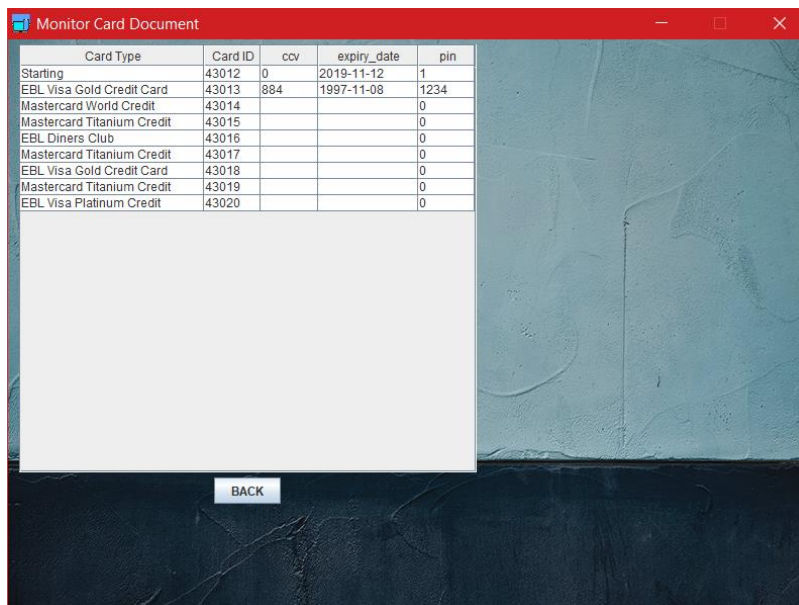 Monitor Card Document
Card Type Card ID ccv expiry_date pin
Starting 43012 0 2019-11-12 1
EBL Visa Gold Credit Card 43013 884 1997-11-08 1234
Mastercard World Credit 43014 0
Mastercard Titanium Credit 43015 0
EBL Diners Club 43016 0
Mastercard Titanium Credit 43017 0
EBL Visa Gold Credit Card 43018 0
Mastercard Titanium Credit 43019 0
EBL Visa Platinum Credit 43020 0
BACK